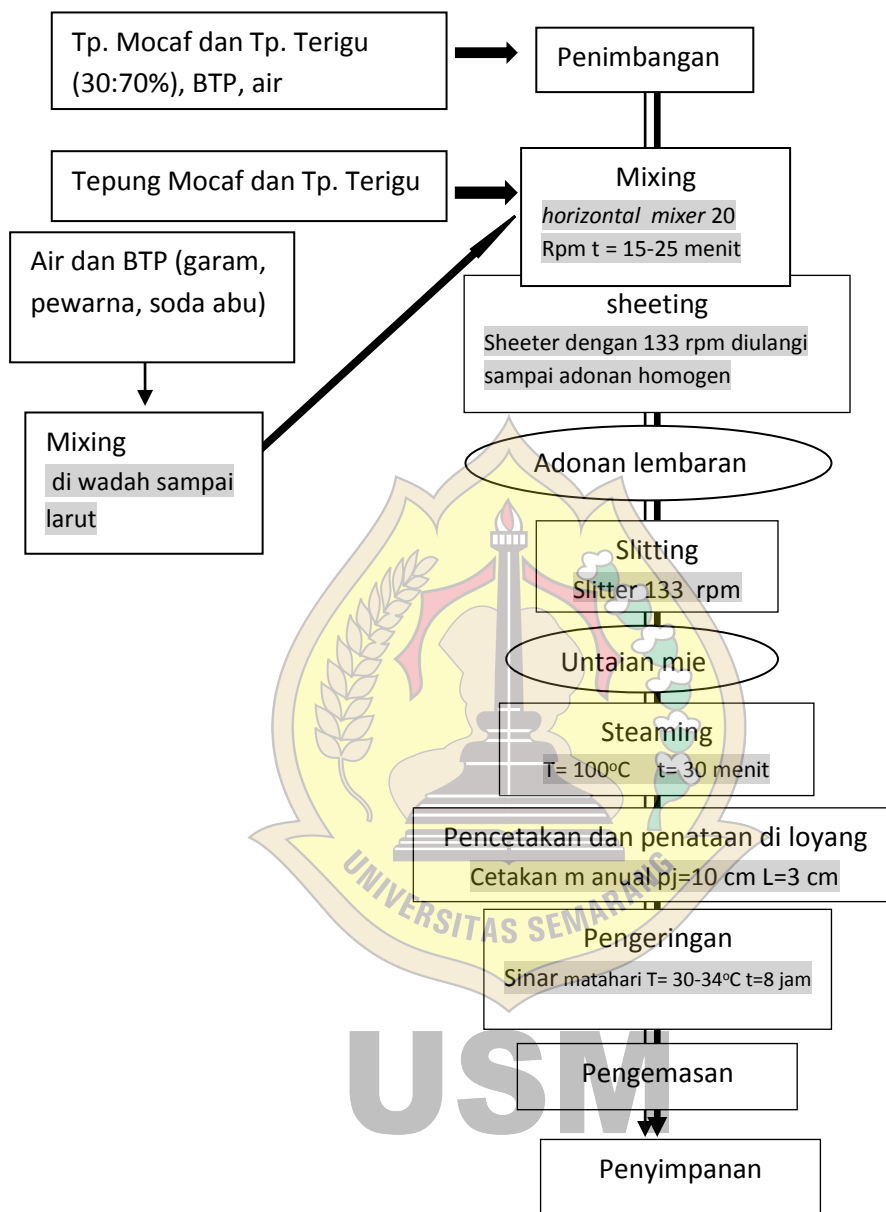 Tp. Mocaf dan Tp. Terigu
(30:70%), BTP, air
Penimbangan
Tepung Mocaf dan Tp. Terigu
Mixing
horizontal mixer 20
Rpm t = 15-25 menit
Air dan BTP (garam,
pewarna, soda abu)
sheeting
Sheeter dengan 133 rpm diulangi
sampai adonan homogen
Mixing
di wadah sampai
larut
Adonan lembaran
Slitting
Slitter 133 rpm
Untaian mie
Steaming
T= 100ᵒC t= 30 menit
Pencetakan dan penataan di loyang
Cetakan m anual pj=10 cm L=3 cm
UNIVERSITAS SEMARANG
Pengeringan
Sinar matahari T= 30-34ᵒC t=8 jam
USM
Pengemasan
Penyimpanan